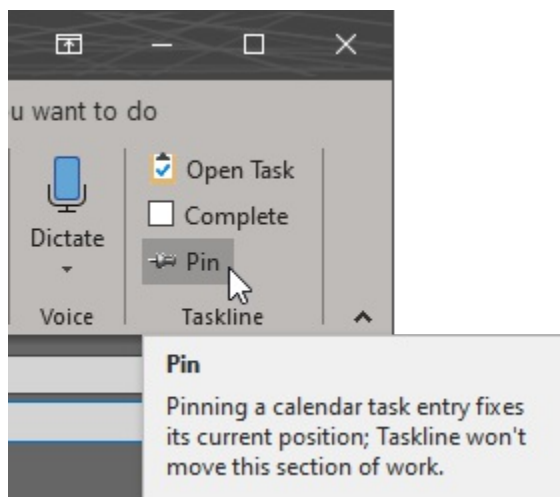 u want to do
Open Task
Complete
Dictate
Pin
Voice
Taskline
Pin
Pinning a calendar task entry fixes
its current position; Taskline won't
move this section of work.